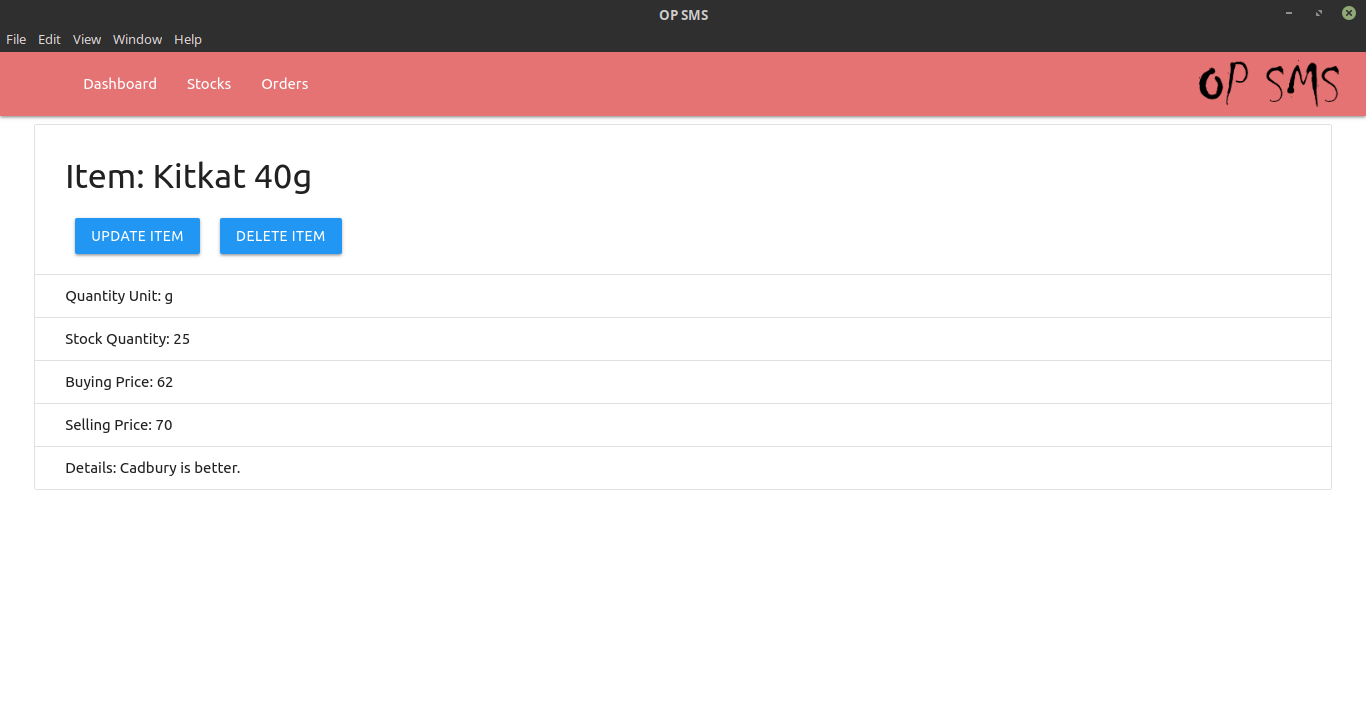 OP SMS
File Edit View Window Help
Dashboard Stocks Orders OP SMS
Item: Kitkat 40g
UPDATE ITEM DELETE ITEM
Quantity Unit: g
Stock Quantity: 25
Buying Price: 62
Selling Price: 70
Details: Cadbury is better.